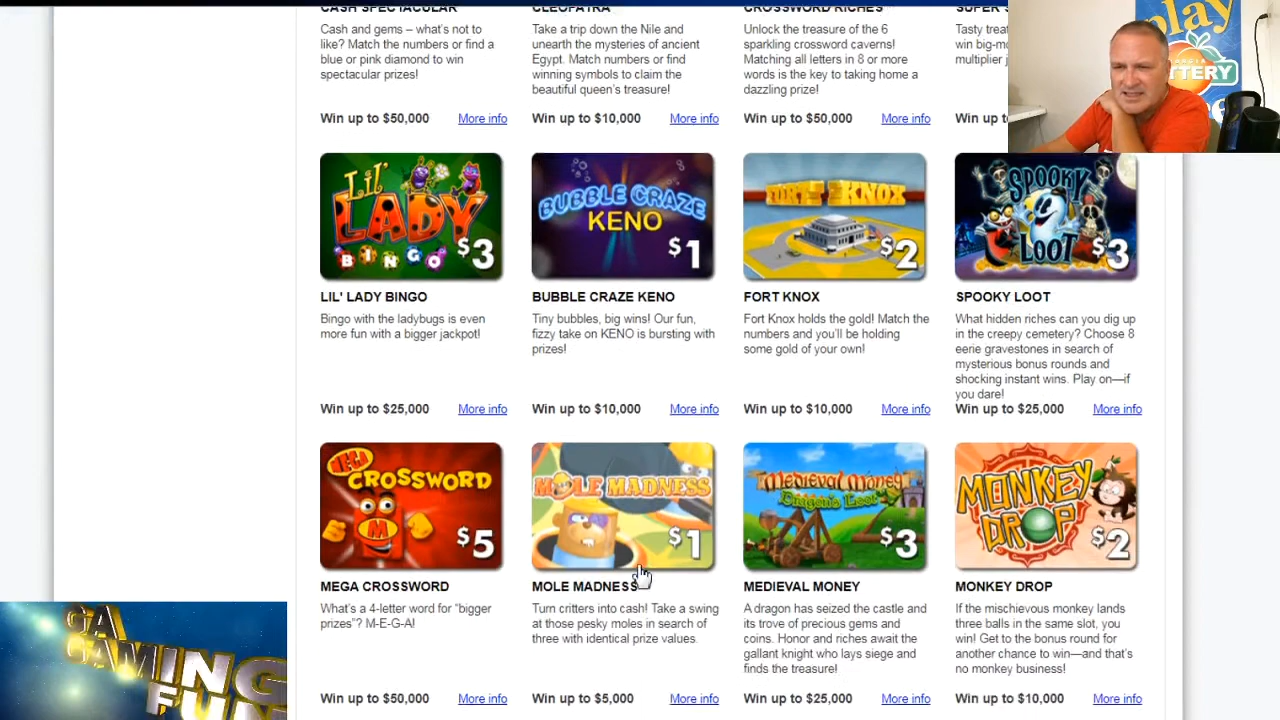 CASH SPECTACULAR
Cash and gems – what's not to
like? Match the numbers or find a
blue or pink diamond to win
spectacular prizes!
Win up to $50,000 More info
CLEOPATRA
Take a trip down the Nile and
unearth the mysteries of ancient
Egypt. Match numbers or find
winning symbols to claim the
beautiful queen's treasure!
Win up to $10,000 More info
CROSSWORD RICHES
Unlock the treasure of the 6
sparkling crossword caverns!
Matching all letters in 8 or more
words is the key to taking home a
dazzling prize!
Win up to $50,000 More info
SUPER
Tasty treat
win big-m
multiplier
Win up to
play
TTERY
Lil'
LADY
BINGO
$3
LIL' LADY BINGO
Bingo with the ladybugs is even
more fun with a bigger jackpot!
Win up to $25,000 More info
BUBBLE CRAZE
KENO
$1
BUBBLE CRAZE KENO
Tiny bubbles, big wins! Our fun,
fizzy take on KENO is bursting with
prizes!
Win up to $10,000 More info
FORT KNOX
$2
FORT KNOX
Fort Knox holds the gold! Match the
numbers and you'll be holding
some gold of your own!
Win up to $10,000 More info
SPOOKY
LOOT
$3
SPOOKY LOOT
What hidden riches can you dig up
in the creepy cemetery? Choose 8
eerie gravestones in search of
mysterious bonus rounds and
shocking instant wins. Play on—if
you dare!
Win up to $25,000 More info
MEGA
CROSSWORD
M
$5
MEGA CROSSWORD
What's a 4-letter word for "bigger
prizes"? M-E-G-A!
Win up to $50,000 More info
MOLE MADNESS
$1
MOLE MADNESS
Turn critters into cash! Take a swing
at those pesky moles in search of
three with identical prize values.
Win up to $5,000 More info
Medieval Money
Dragon's Loot
$3
MEDIEVAL MONEY
A dragon has seized the castle and
its trove of precious gems and
coins. Honor and riches await the
gallant knight who lays siege and
finds the treasure!
Win up to $25,000 More info
MONKEY
DROP
$2
MONKEY DROP
If the mischievous monkey lands
three balls in the same slot, you
win! Get to the bonus round for
another chance to win—and that's
no monkey business!
Win up to $10,000 More info
GA
GAMING
FUN